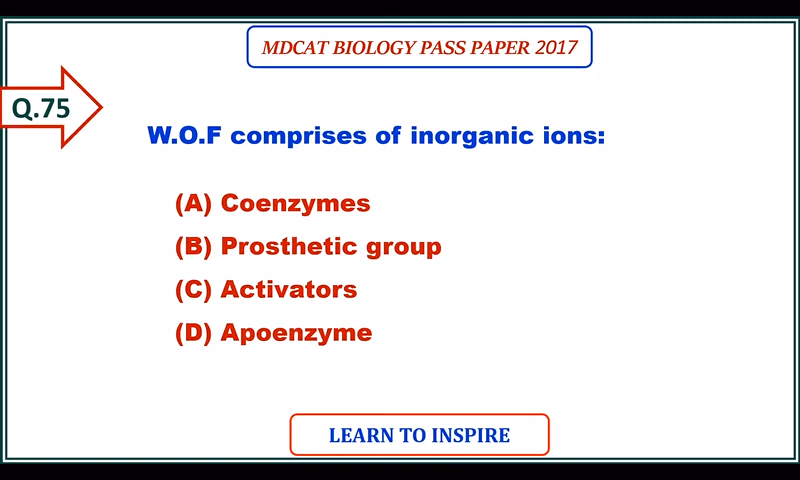 MDCAT BIOLOGY PASS PAPER 2017
Q.75
W.O.F comprises of inorganic ions:
(A) Coenzymes
(B) Prosthetic group
(C) Activators
(D) Apoenzyme
LEARN TO INSPIRE